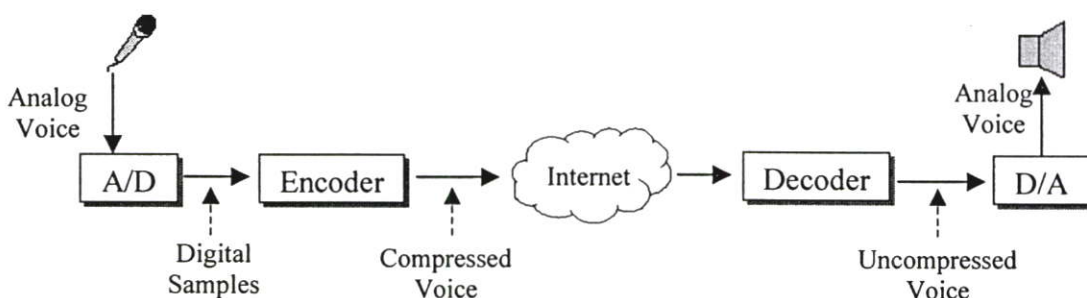 Analog
Voice
A/D
Encoder
Internet
Decoder
Analog
Voice
D/A
Digital
Samples
Compressed
Voice
Uncompressed
Voice